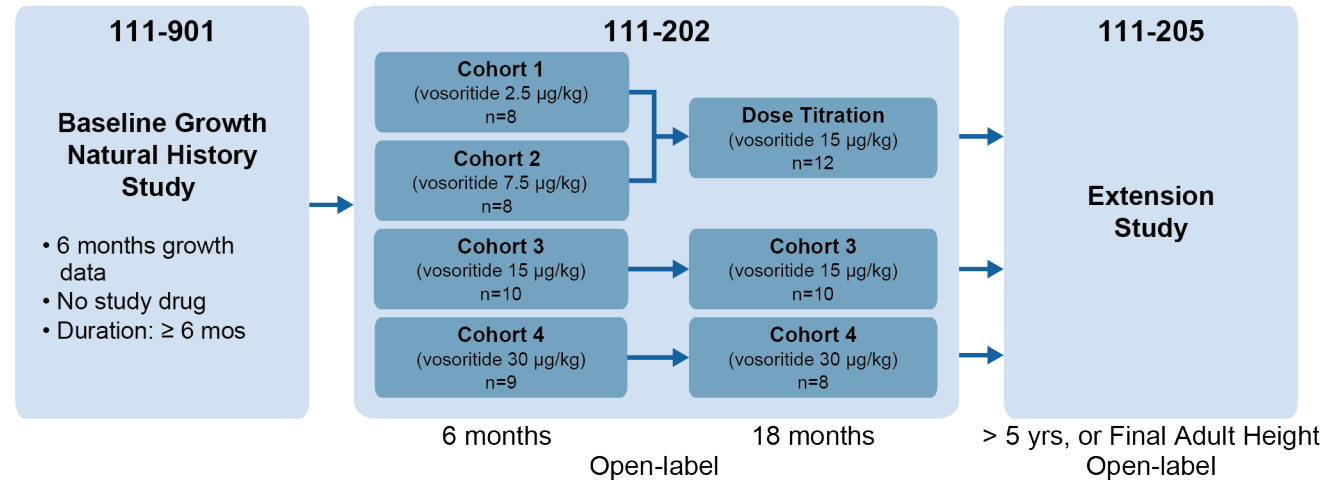 111-901
Baseline Growth
Natural History
Study
• 6 months growth
data
• No study drug
• Duration: ≥ 6 mos
111-202
Cohort 1
(vosoritide 2.5 µg/kg)
n=8
Cohort 2
(vosoritide 7.5 µg/kg)
n=8
Cohort 3
(vosoritide 15 µg/kg)
n=10
Cohort 4
(vosoritide 30 µg/kg)
n=9
Dose Titration
(vosoritide 15 µg/kg)
n=12
Cohort 3
(vosoritide 15 µg/kg)
n=10
Cohort 4
(vosoritide 30 µg/kg)
n=8
6 months
18 months
Open-label
111-205
Extension
Study
> 5 yrs, or Final Adult Height
Open-label